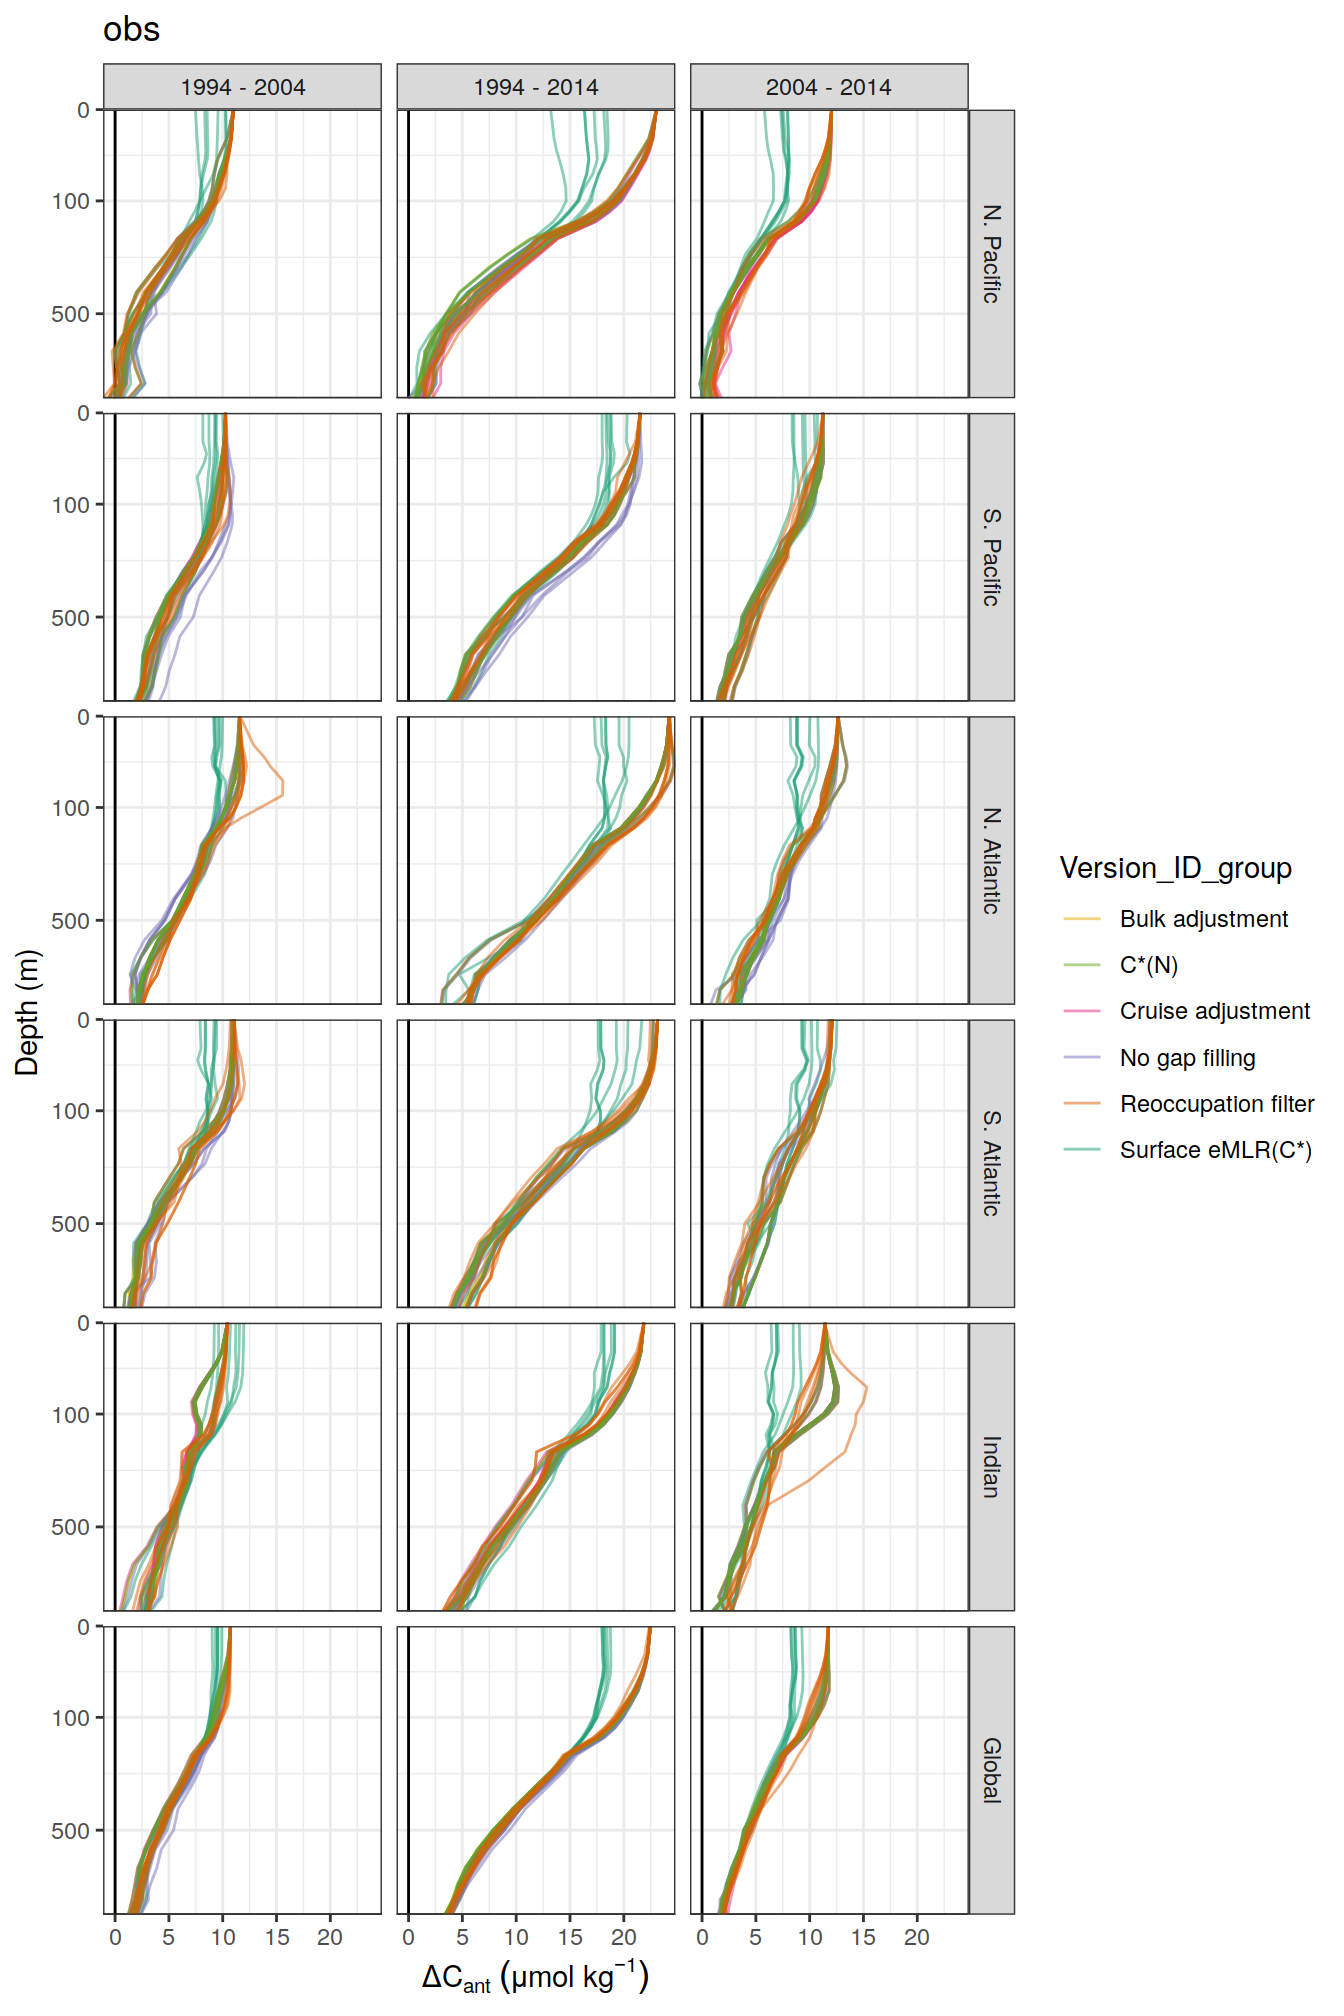 obs
1994 - 2004
1994 - 2014
2004 - 2014
0
100
500
N. Pacific
0
100
500
S. Pacific
0
100
500
N. Atlantic
0
100
500
S. Atlantic
0
100
500
Indian
0
100
500
Global
Depth (m)
0 5 10 15 20
0 5 10 15 20
0 5 10 15 20
ΔCant (μmol kg−1)
Version_ID_group
Bulk adjustment
C*(N)
Cruise adjustment
No gap filling
Reoccupation filter
Surface eMLR(C*)